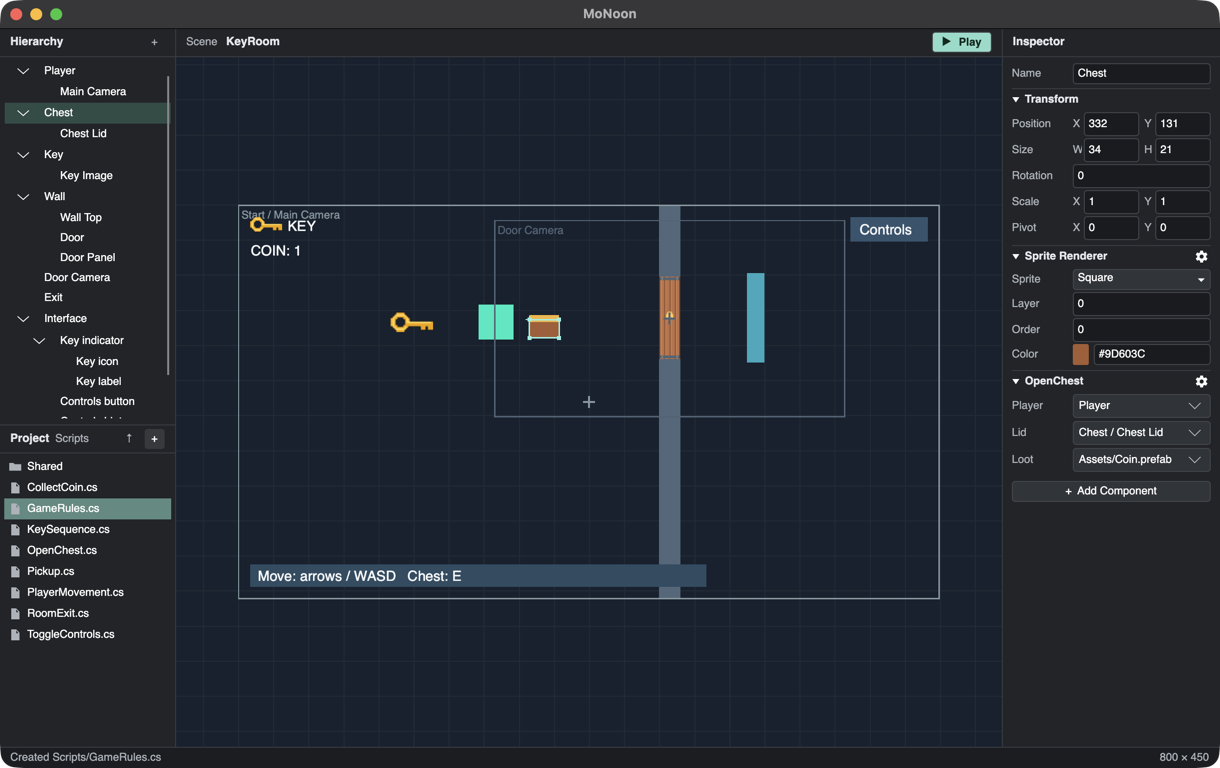 MoNoon
Hierarchy +
Player
Main Camera
Chest
Chest Lid
Key
Key Image
Wall
Wall Top
Door
Door Panel
Door Camera
Exit
Interface
Key indicator
Key icon
Key label
Controls button
Project Scripts ↑ +
Shared
CollectCoin.cs
GameRules.cs
KeySequence.cs
OpenChest.cs
Pickup.cs
PlayerMovement.cs
RoomExit.cs
ToggleControls.cs
Created Scripts/GameRules.cs
Scene KeyRoom
Play
Start / Main Camera
KEY
COIN: 1
Door Camera
Controls
Move: arrows / WASD Chest: E
Inspector
Name Chest
Transform
Position X 332 Y 131
Size W 34 H 21
Rotation 0
Scale X 1 Y 1
Pivot X 0 Y 0
Sprite Renderer
Sprite Square
Layer 0
Order 0
Color #9D603C
OpenChest
Player Player
Lid Chest / Chest Lid
Loot Assets/Coin.prefab
+ Add Component
800 × 450